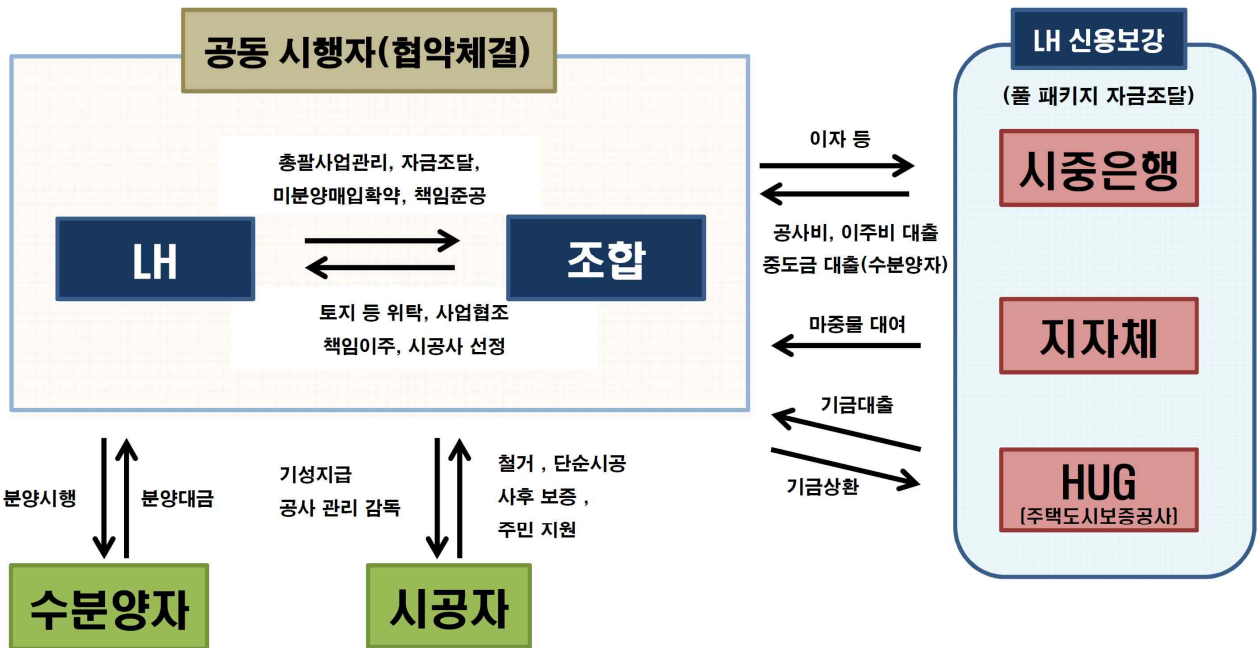 공동 시행자(협약체결)
총괄사업관리, 자금조달,
미분양매입확약, 책임준공
LH
조합
토지 등 위탁, 사업협조
책임이주, 시공사 선정
LH 신용보강
(풀 패키지 자금조달)
이자 등
시중은행
공사비, 이주비 대출
중도금 대출(수분양자)
마중물 대여
지자체
기금대출
기금상환
HUG
(주택도시보증공사)
분양시행
분양대금
기성지급
공사 관리 감독
철거 , 단순시공
사후 보증 ,
주민 지원
수분양자
시공자